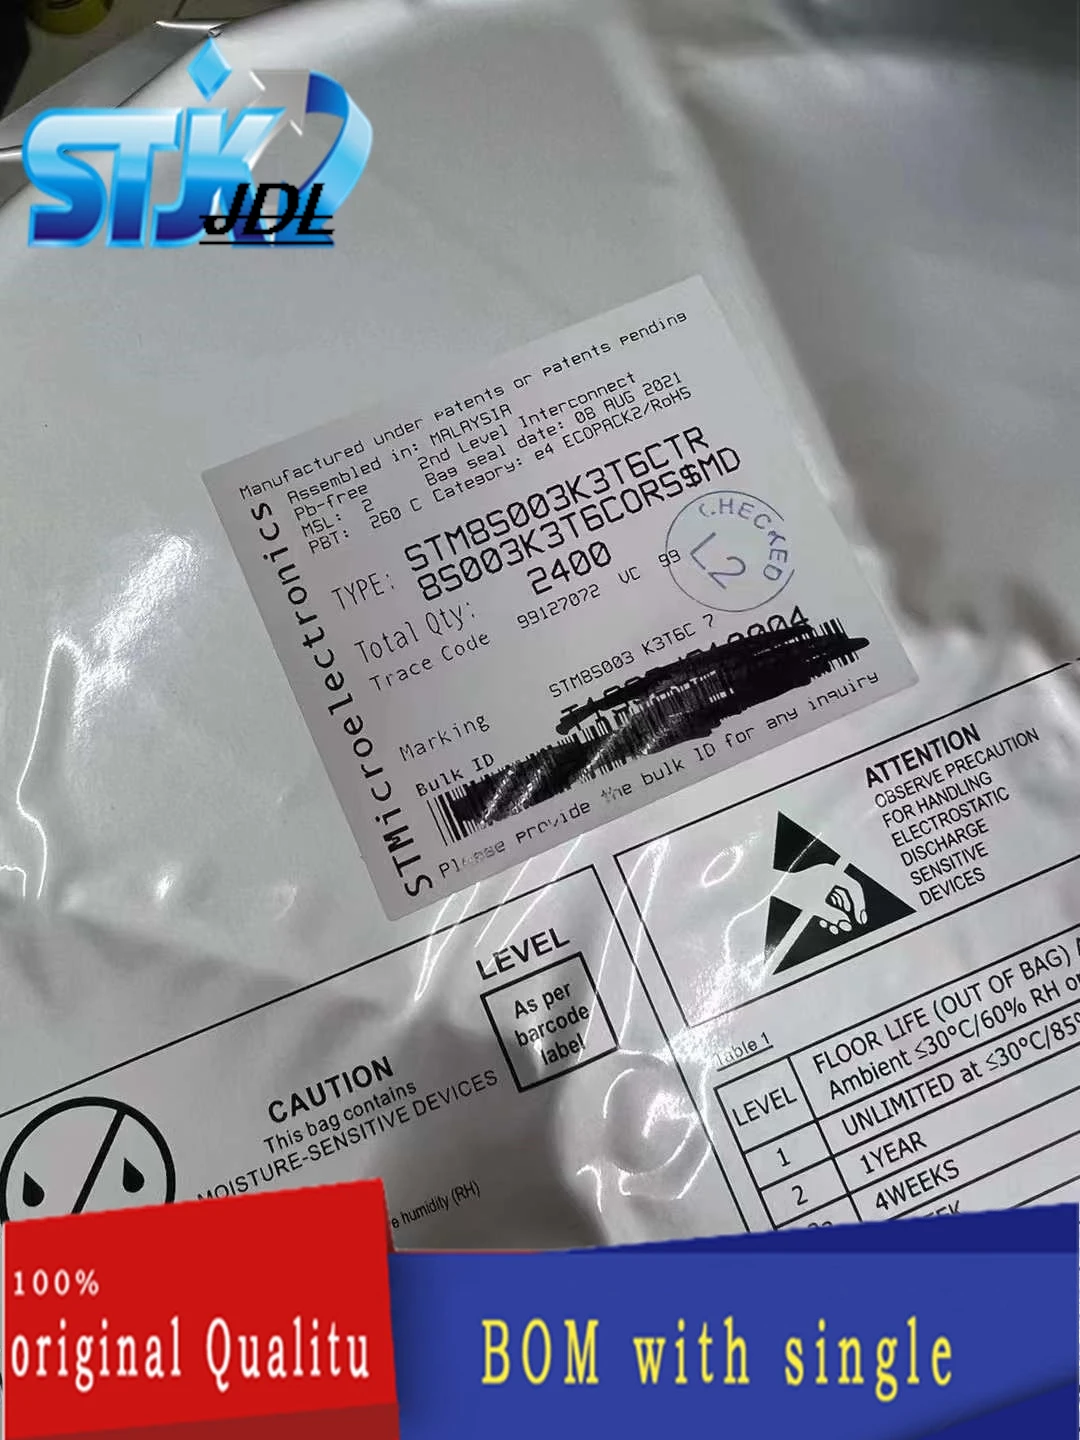 STJK
JDL
Manufactured under Patents or Patents Pending
Assembled in: MALAYSIA
Pb-free 2nd Level Interconnect
MSL: 2 Bag seal date: 08 AUG 2021
PBT: 260 C Category: e4 ECOPACK2/RoHS
TYPE: STM8S003K3T6CTR
8S003K3T6CORS$MD
Total Qty: 2400
Trace Code 99127072 VC 99
Marking STM8S003 K3T6C 7
Bulk ID
Please Provide the bulk ID for any inquiry
STMicroelectronics
CHECKED
L2
ATTENTION
OBSERVE PRECAUTION
FOR HANDLING
ELECTROSTATIC
DISCHARGE
SENSITIVE
DEVICES
LEVEL
As per
barcode
label
CAUTION
This bag contains
MOISTURE-SENSITIVE DEVICES
humidity (RH)
Table 1
LEVEL FLOOR LIFE (OUT OF BAG)
Ambient ≤30°C/60% RH
1 UNLIMITED at ≤30°C/85%
2 1YEAR
4WEEKS
100%
original Qualitu
BOM with single